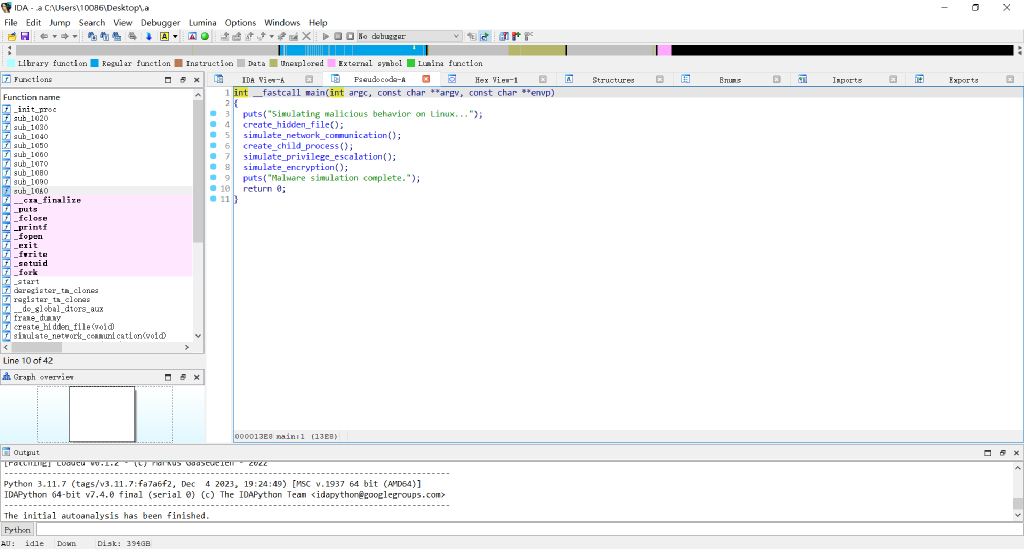 IDA - .a C:\Users\10086\Desktop\.a
File Edit Jump Search View Debugger Lumina Options Windows Help
No debugger
Library function Regular function Instruction Data Unexplored External symbol Lumina function
Functions
IDA View-A Pseudocode-A Hex View-1 Structures Enums Imports Exports
Function name
_init_proc
sub_1020
sub_1030
sub_1040
sub_1050
sub_1060
sub_1070
sub_1080
sub_1090
sub_10A0
__cxa_finalize
_puts
_fclose
_printf
_fopen
_exit
_fwrite
_setuid
_fork
_start
deregister_tm_clones
register_tm_clones
__do_global_dtors_aux
frame_dummy
create_hidden_file(void)
simulate_network_communication(void)
Line 10 of 42
Graph overview
1 int __fastcall main(int argc, const char **argv, const char **envp)
2 {
3 puts("Simulating malicious behavior on Linux...");
4 create_hidden_file();
5 simulate_network_communication();
6 create_child_process();
7 simulate_privilege_escalation();
8 simulate_encryption();
9 puts("Malware simulation complete.");
10 return 0;
11 }
000013E8 main:1 (13E8)
Output
[Patching] Loaded v0.1.2 - (c) Markus Gaasedelen - 2022
Python 3.11.7 (tags/v3.11.7:fa7a6f2, Dec 4 2023, 19:24:49) [MSC v.1937 64 bit (AMD64)]
IDAPython 64-bit v7.4.0 final (serial 0) (c) The IDAPython Team <idapython@googlegroups.com>
The initial autoanalysis has been finished.
Python
AU: idle Down Disk: 394GB